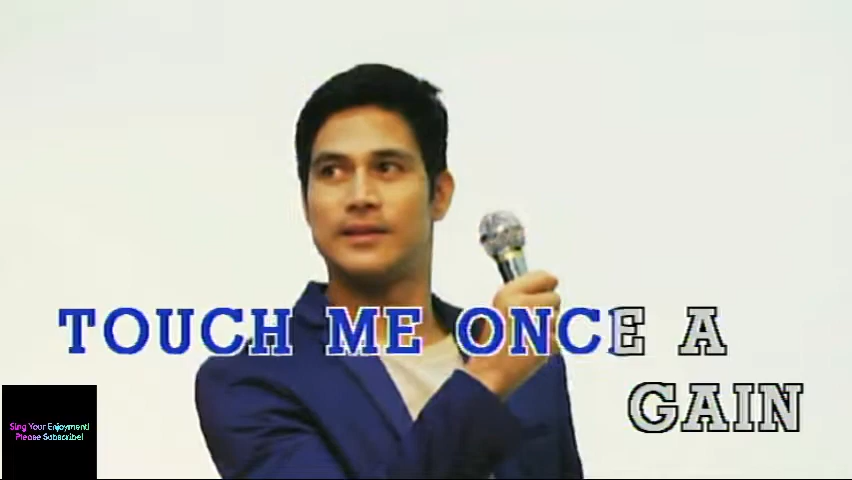 TOUCH ME ONCE A
GAIN
Sing Your Enjoyment!
Please Subscribe!